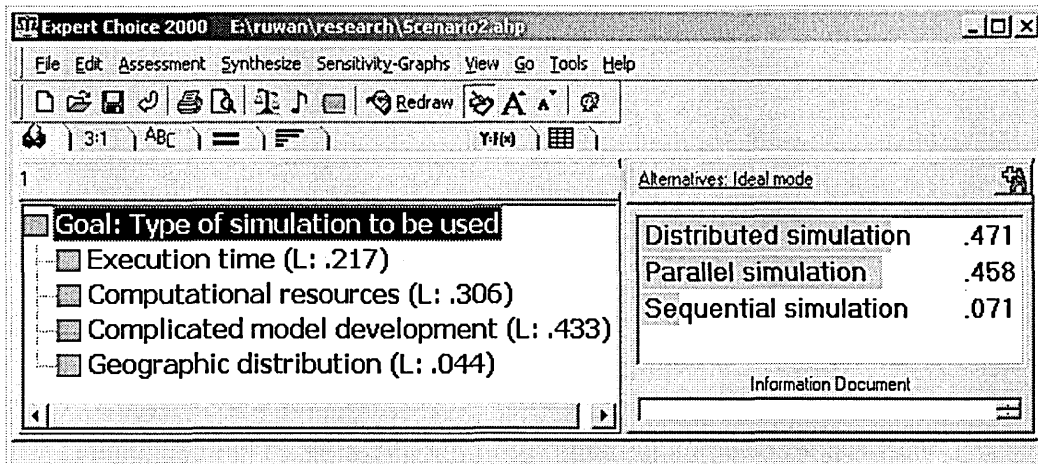 Expert Choice 2000 E:\ruwan\research\Scenario2.ahp
File Edit Assessment Synthesize Sensitivity-Graphs View Go Tools Help
Redraw A A
3:1 ABC Y:F(x)
1
Alternatives: Ideal mode
Goal: Type of simulation to be used
Execution time (L: .217)
Computational resources (L: .306)
Complicated model development (L: .433)
Geographic distribution (L: .044)
Distributed simulation .471
Parallel simulation .458
Sequential simulation .071
Information Document